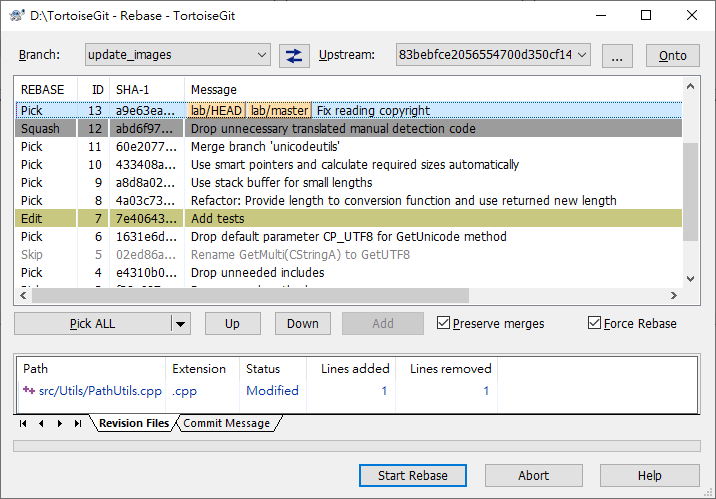 D:\TortoiseGit - Rebase - TortoiseGit
Branch: update_images Upstream: 83bebfce2056554700d350cf14 ... Onto
REBASE ID SHA-1 Message
Pick 13 a9e63ea... lab/HEAD lab/master Fix reading copyright
Squash 12 abd6f97... Drop unnecessary translated manual detection code
Pick 11 60e2077... Merge branch 'unicodeutils'
Pick 10 433408a... Use smart pointers and calculate required sizes automatically
Pick 9 a8d8a02... Use stack buffer for small lengths
Pick 8 4a03c73... Refactor: Provide length to conversion function and use returned new length
Edit 7 7e40643... Add tests
Pick 6 1631e6d... Drop default parameter CP_UTF8 for GetUnicode method
Skip 5 02ed86a... Rename GetMulti(CStringA) to GetUTF8
Pick 4 e4310b0... Drop unneeded includes
Pick ALL Up Down Add Preserve merges Force Rebase
Path Extension Status Lines added Lines removed
src/Utils/PathUtils.cpp .cpp Modified 1 1
Revision Files Commit Message
Start Rebase Abort Help